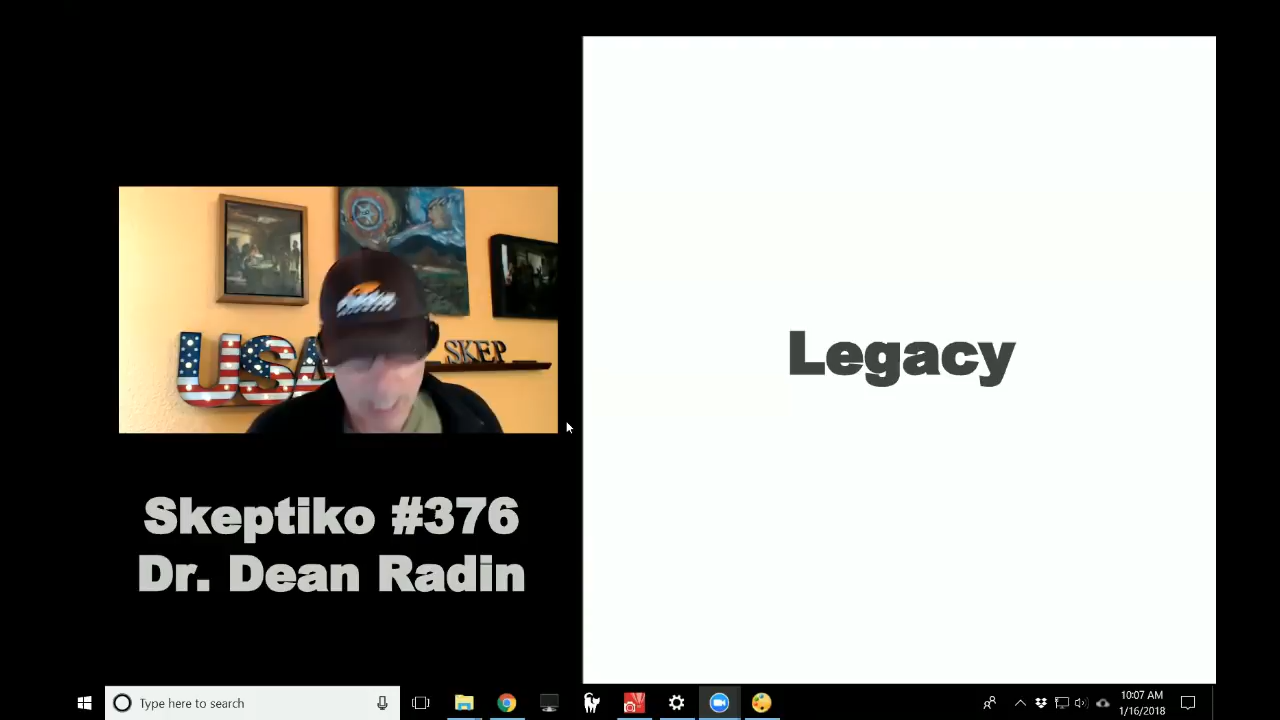 USA
SKEP
Legacy
Skeptiko #376
Dr. Dean Radin
Type here to search
10:07 AM
1/16/2018